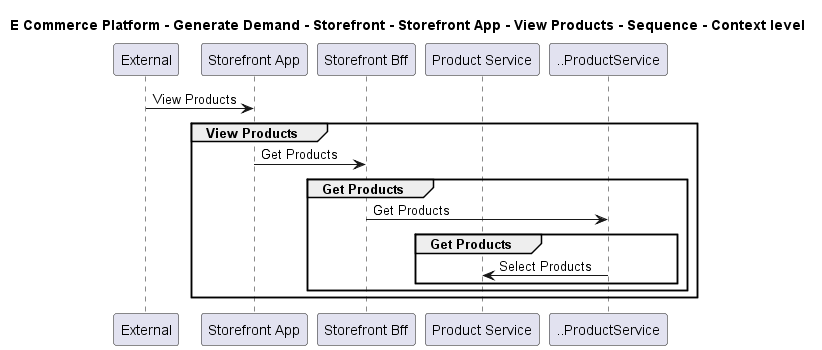 E Commerce Platform - Generate Demand - Storefront - Storefront App - View Products - Sequence - Context level
External
Storefront App
Storefront Bff
Product Service
..ProductService
View Products
View Products
Get Products
Get Products
Get Products
Get Products
Select Products
External
Storefront App
Storefront Bff
Product Service
..ProductService